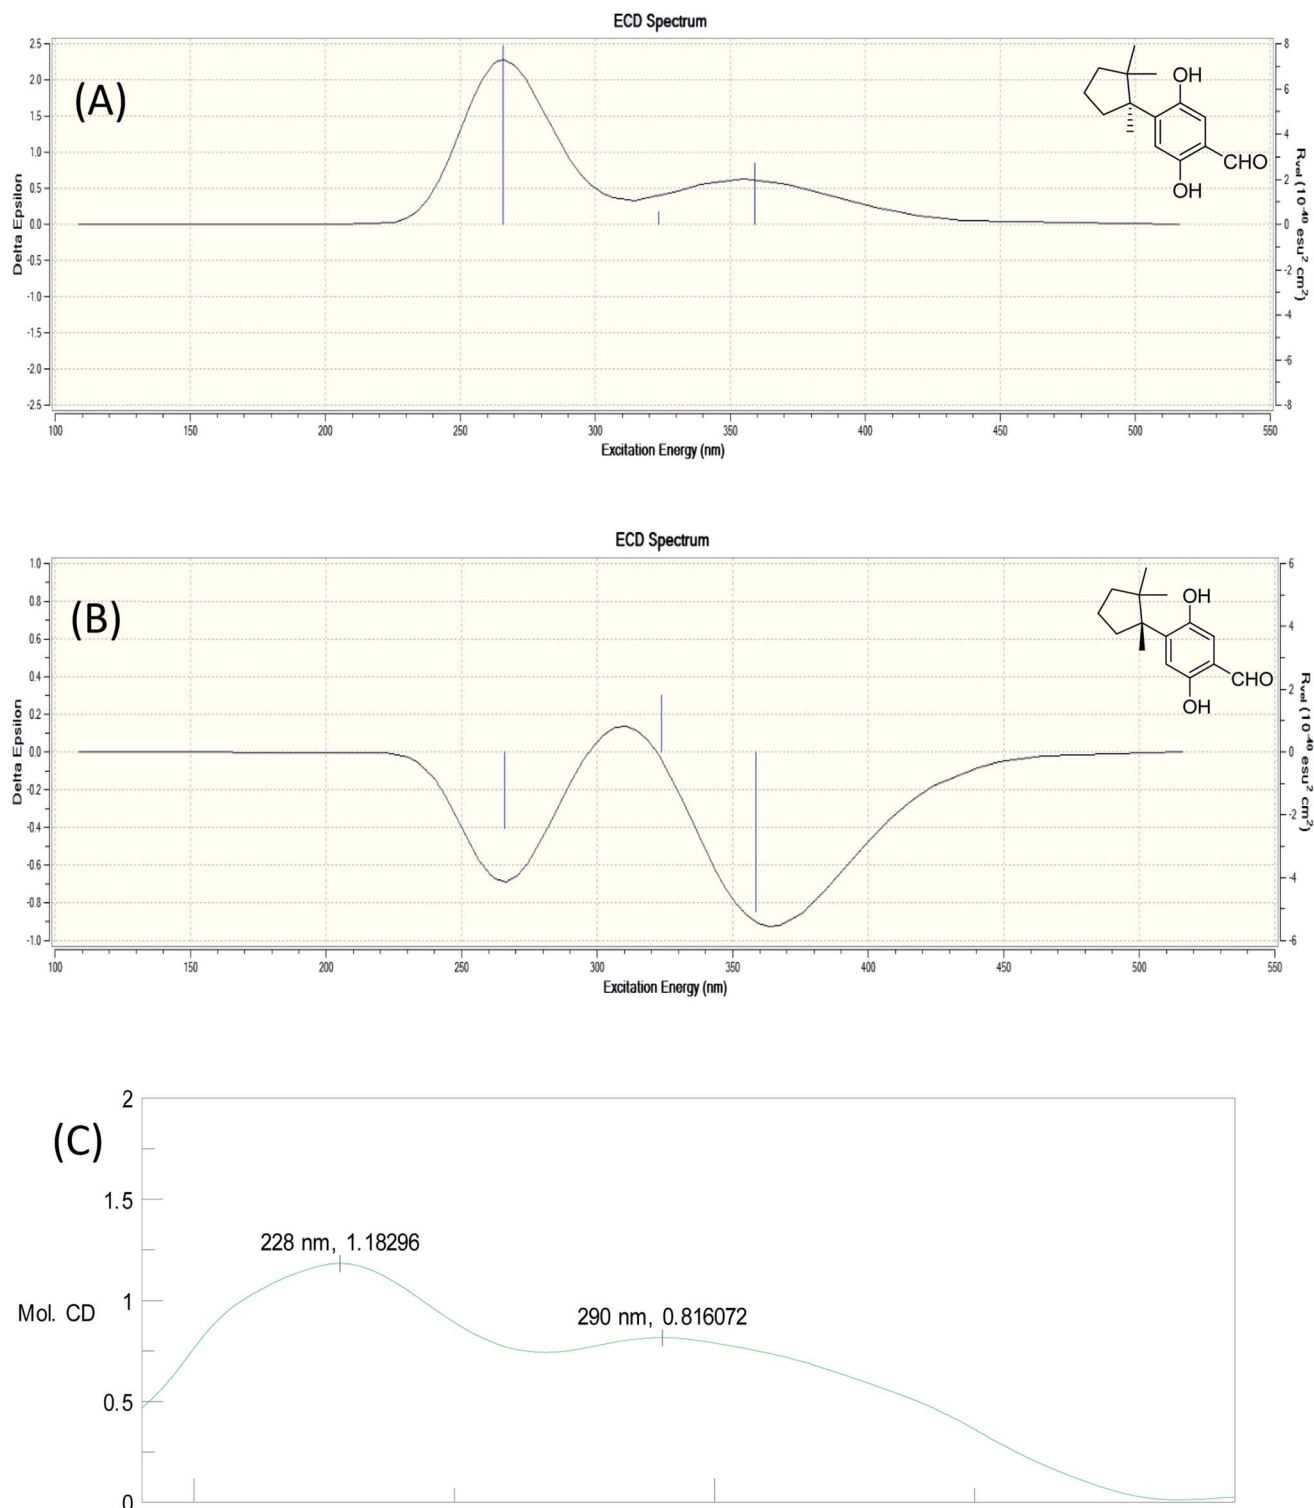 ECD Spectrum
(A)
2.5
2.0
1.5
1.0
0.5
0.0
-0.5
-1.0
-1.5
-2.0
-2.5
Delta Epsilon
8
6
4
2
0
-2
-4
-6
-8
Rvel (10⁻⁴⁰ esu² cm²)
OH
CHO
OH
100 150 200 250 300 350 400 450 500 550
Excitation Energy (nm)
ECD Spectrum
(B)
1.0
0.8
0.6
0.4
0.2
0.0
-0.2
-0.4
-0.6
-0.8
-1.0
Delta Epsilon
6
4
2
0
-2
-4
-6
Rvel (10⁻⁴⁰ esu² cm²)
OH
CHO
OH
100 150 200 250 300 350 400 450 500 550
Excitation Energy (nm)
(C)
2
1.5
1
0.5
0
Mol. CD
228 nm, 1.18296
290 nm, 0.816072